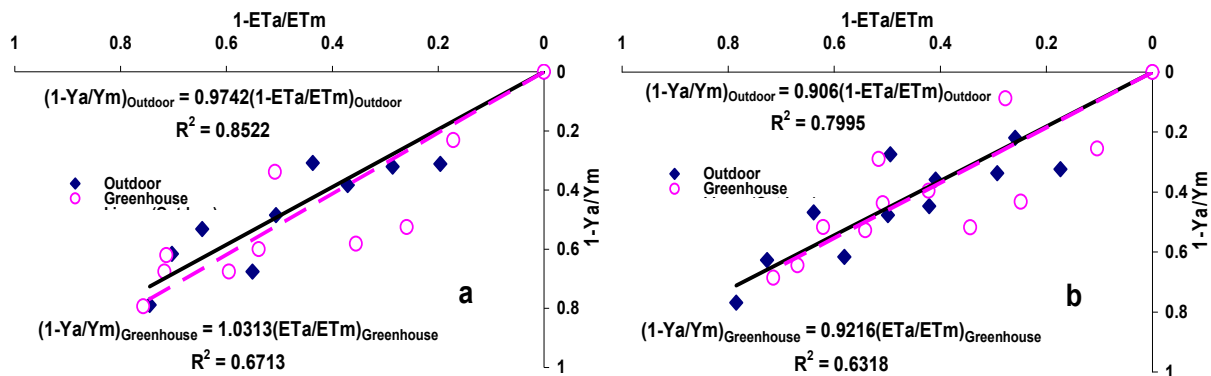 1-ETa/ETm
1 0.8 0.6 0.4 0.2 0
0
(1-Ya/Ym)Outdoor = 0.9742(1-ETa/ETm)Outdoor
R2 = 0.8522
0.2
Outdoor
Greenhouse
0.4
1-Ya/Ym
0.6
a
0.8
(1-Ya/Ym)Greenhouse = 1.0313(ETa/ETm)Greenhouse
R2 = 0.6713
1
1-ETa/ETm
1 0.8 0.6 0.4 0.2 0
0
(1-Ya/Ym)Outdoor = 0.906(1-ETa/ETm)Outdoor
R2 = 0.7995
0.2
Outdoor
Greenhouse
0.4
1-Ya/Ym
0.6
b
0.8
(1-Ya/Ym)Greenhouse = 0.9216(ETa/ETm)Greenhouse
R2 = 0.6318
1